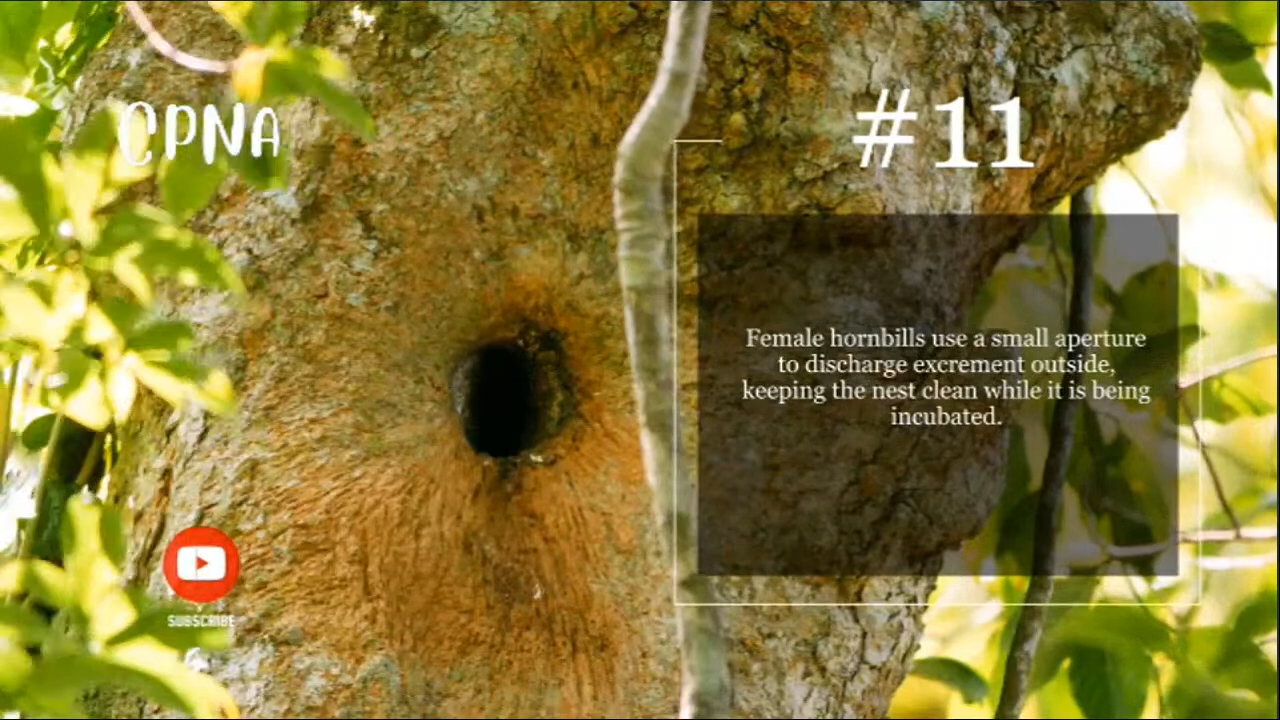 CPNA
#11
Female hornbills use a small aperture
to discharge excrement outside,
keeping the nest clean while it is being
incubated.
SUBSCRIBE